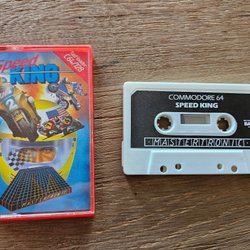 Speed
KING
COMMODORE 64
SPEED KING
MASTERTRONIC